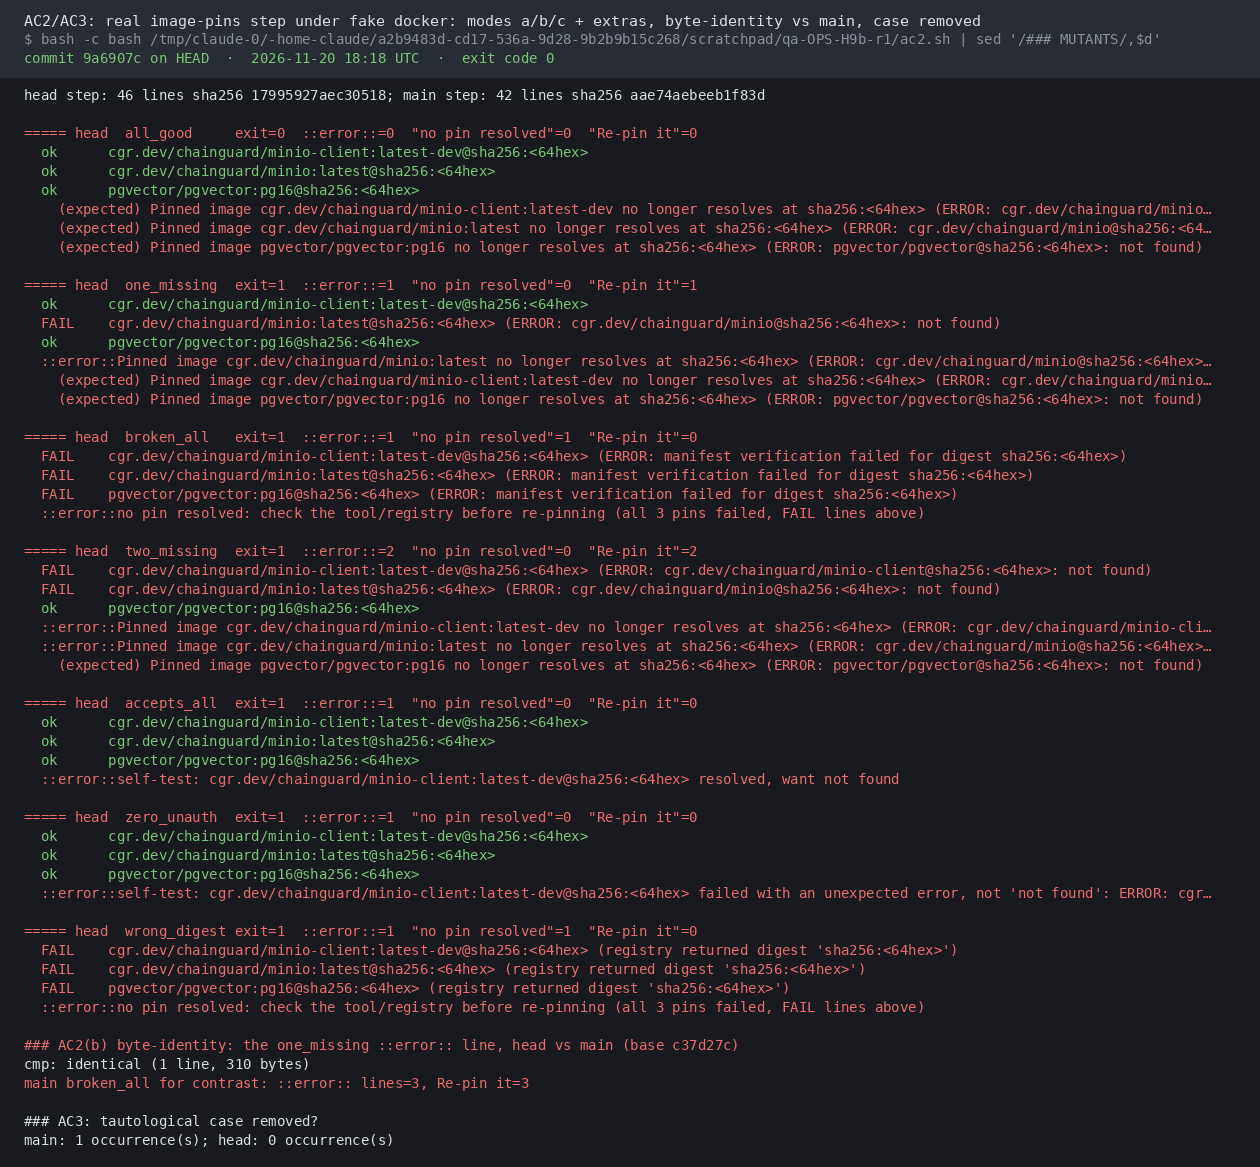 AC2/AC3: real image-pins step under fake docker: modes a/b/c + extras, byte-identity vs main, case removed
$ bash -c bash /tmp/claude-0/-home-claude/a2b9483d-cd17-536a-9d28-9b2b9b15c268/scratchpad/qa-OPS-H9b-r1/ac2.sh | sed '/### MUTANTS/,$d'
commit 9a6907c on HEAD · 2026-11-20 18:18 UTC · exit code 0
head step: 46 lines sha256 17995927aec30518; main step: 42 lines sha256 aae74aebeeb1f83d
===== head  all_good     exit=0  ::error::=0  "no pin resolved"=0  "Re-pin it"=0
  ok      cgr.dev/chainguard/minio-client:latest-dev@sha256:<64hex>
  ok      cgr.dev/chainguard/minio:latest@sha256:<64hex>
  ok      pgvector/pgvector:pg16@sha256:<64hex>
    (expected) Pinned image cgr.dev/chainguard/minio-client:latest-dev no longer resolves at sha256:<64hex> (ERROR: cgr.dev/chainguard/minio…
    (expected) Pinned image cgr.dev/chainguard/minio:latest no longer resolves at sha256:<64hex> (ERROR: cgr.dev/chainguard/minio@sha256:<64…
    (expected) Pinned image pgvector/pgvector:pg16 no longer resolves at sha256:<64hex> (ERROR: pgvector/pgvector@sha256:<64hex>: not found)
===== head  one_missing  exit=1  ::error::=1  "no pin resolved"=0  "Re-pin it"=1
  ok      cgr.dev/chainguard/minio-client:latest-dev@sha256:<64hex>
  FAIL    cgr.dev/chainguard/minio:latest@sha256:<64hex> (ERROR: cgr.dev/chainguard/minio@sha256:<64hex>: not found)
  ok      pgvector/pgvector:pg16@sha256:<64hex>
  ::error::Pinned image cgr.dev/chainguard/minio:latest no longer resolves at sha256:<64hex> (ERROR: cgr.dev/chainguard/minio@sha256:<64hex>…
    (expected) Pinned image cgr.dev/chainguard/minio-client:latest-dev no longer resolves at sha256:<64hex> (ERROR: cgr.dev/chainguard/minio…
    (expected) Pinned image pgvector/pgvector:pg16 no longer resolves at sha256:<64hex> (ERROR: pgvector/pgvector@sha256:<64hex>: not found)
===== head  broken_all   exit=1  ::error::=1  "no pin resolved"=1  "Re-pin it"=0
  FAIL    cgr.dev/chainguard/minio-client:latest-dev@sha256:<64hex> (ERROR: manifest verification failed for digest sha256:<64hex>)
  FAIL    cgr.dev/chainguard/minio:latest@sha256:<64hex> (ERROR: manifest verification failed for digest sha256:<64hex>)
  FAIL    pgvector/pgvector:pg16@sha256:<64hex> (ERROR: manifest verification failed for digest sha256:<64hex>)
  ::error::no pin resolved: check the tool/registry before re-pinning (all 3 pins failed, FAIL lines above)
===== head  two_missing  exit=1  ::error::=2  "no pin resolved"=0  "Re-pin it"=2
  FAIL    cgr.dev/chainguard/minio-client:latest-dev@sha256:<64hex> (ERROR: cgr.dev/chainguard/minio-client@sha256:<64hex>: not found)
  FAIL    cgr.dev/chainguard/minio:latest@sha256:<64hex> (ERROR: cgr.dev/chainguard/minio@sha256:<64hex>: not found)
  ok      pgvector/pgvector:pg16@sha256:<64hex>
  ::error::Pinned image cgr.dev/chainguard/minio-client:latest-dev no longer resolves at sha256:<64hex> (ERROR: cgr.dev/chainguard/minio-cli…
  ::error::Pinned image cgr.dev/chainguard/minio:latest no longer resolves at sha256:<64hex> (ERROR: cgr.dev/chainguard/minio@sha256:<64hex>…
    (expected) Pinned image pgvector/pgvector:pg16 no longer resolves at sha256:<64hex> (ERROR: pgvector/pgvector@sha256:<64hex>: not found)
===== head  accepts_all  exit=1  ::error::=1  "no pin resolved"=0  "Re-pin it"=0
  ok      cgr.dev/chainguard/minio-client:latest-dev@sha256:<64hex>
  ok      cgr.dev/chainguard/minio:latest@sha256:<64hex>
  ok      pgvector/pgvector:pg16@sha256:<64hex>
  ::error::self-test: cgr.dev/chainguard/minio-client:latest-dev@sha256:<64hex> resolved, want not found
===== head  zero_unauth  exit=1  ::error::=1  "no pin resolved"=0  "Re-pin it"=0
  ok      cgr.dev/chainguard/minio-client:latest-dev@sha256:<64hex>
  ok      cgr.dev/chainguard/minio:latest@sha256:<64hex>
  ok      pgvector/pgvector:pg16@sha256:<64hex>
  ::error::self-test: cgr.dev/chainguard/minio-client:latest-dev@sha256:<64hex> failed with an unexpected error, not 'not found': ERROR: cgr…
===== head  wrong_digest exit=1  ::error::=1  "no pin resolved"=1  "Re-pin it"=0
  FAIL    cgr.dev/chainguard/minio-client:latest-dev@sha256:<64hex> (registry returned digest 'sha256:<64hex>')
  FAIL    cgr.dev/chainguard/minio:latest@sha256:<64hex> (registry returned digest 'sha256:<64hex>')
  FAIL    pgvector/pgvector:pg16@sha256:<64hex> (registry returned digest 'sha256:<64hex>')
  ::error::no pin resolved: check the tool/registry before re-pinning (all 3 pins failed, FAIL lines above)
### AC2(b) byte-identity: the one_missing ::error:: line, head vs main (base c37d27c)
cmp: identical (1 line, 310 bytes)
main broken_all for contrast: ::error:: lines=3, Re-pin it=3
### AC3: tautological case removed?
main: 1 occurrence(s); head: 0 occurrence(s)